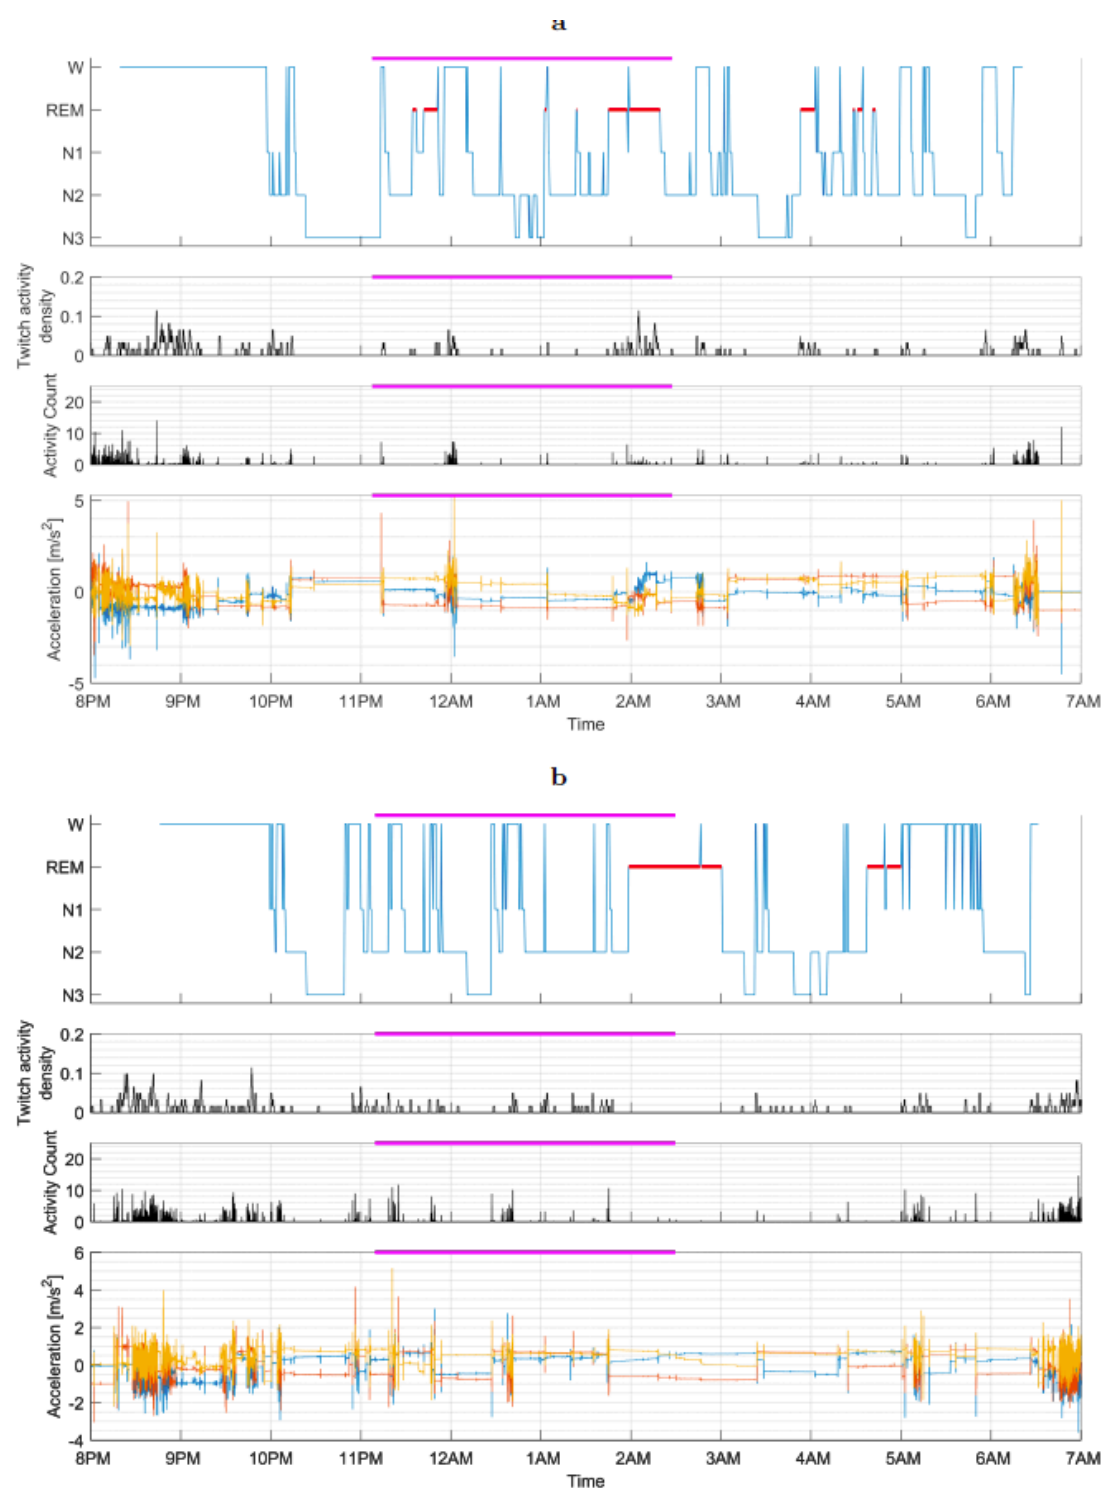 a
W
REM
N1
N2
N3
Twitch activity
density
0.2
0.1
0
Activity Count
20
10
0
Acceleration [m/s²]
5
0
-5
8PM 9PM 10PM 11PM 12AM 1AM 2AM 3AM 4AM 5AM 6AM 7AM
Time
b
W
REM
N1
N2
N3
Twitch activity
density
0.2
0.1
0
Activity Count
20
10
0
Acceleration [m/s²]
6
4
2
0
-2
-4
8PM 9PM 10PM 11PM 12AM 1AM 2AM 3AM 4AM 5AM 6AM 7AM
Time